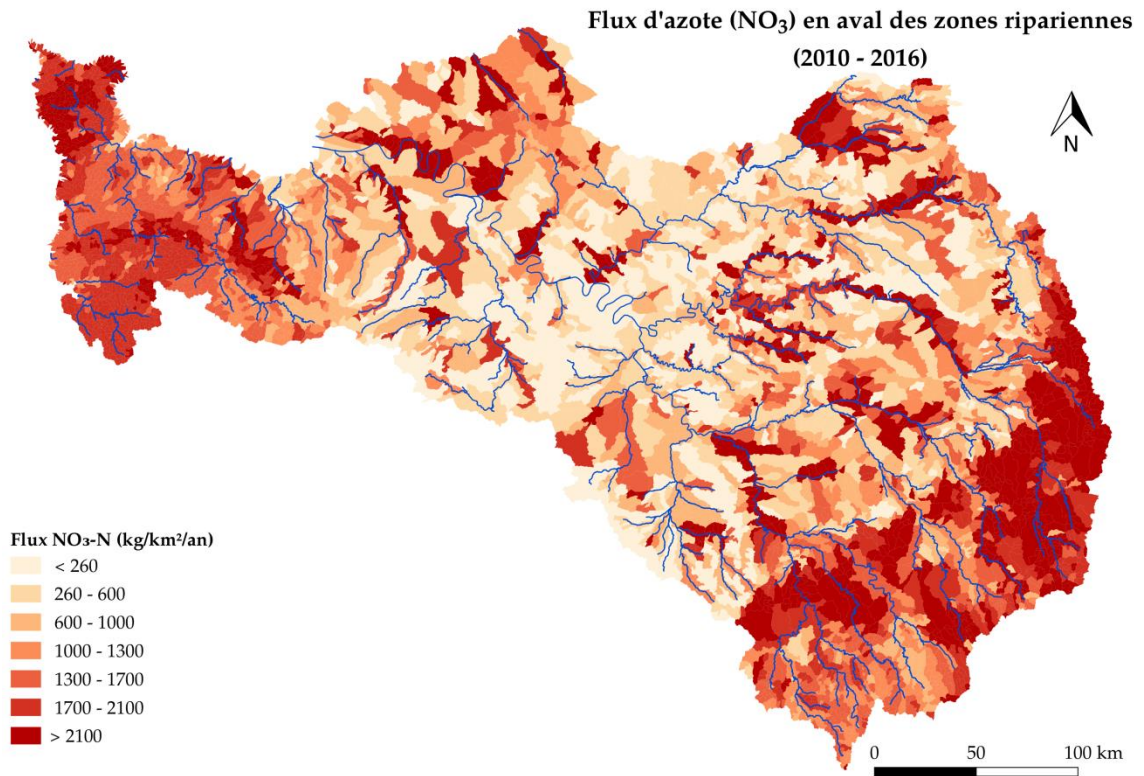 Flux d'azote (NO₃) en aval des zones ripariennes
(2010 - 2016)
N
Flux NO₃-N (kg/km²/an)
< 260
260 - 600
600 - 1000
1000 - 1300
1300 - 1700
1700 - 2100
> 2100
0 50 100 km